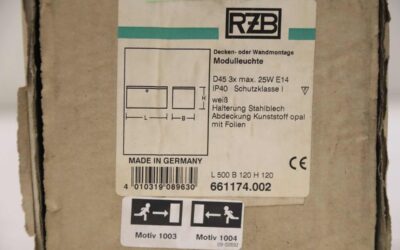 RZB
Decken- oder Wandmontage
Modulleuchte
D45 3x max. 25W E14
IP40 Schutzklasse I
F
weiß
Halterung Stahlblech
Abdeckung Kunststoff opal
mit Folien
H
L
B
MADE IN GERMANY
CE
L 500 B 120 H 120
4 010319 089630
661174.002
Motiv 1003
Motiv 1004